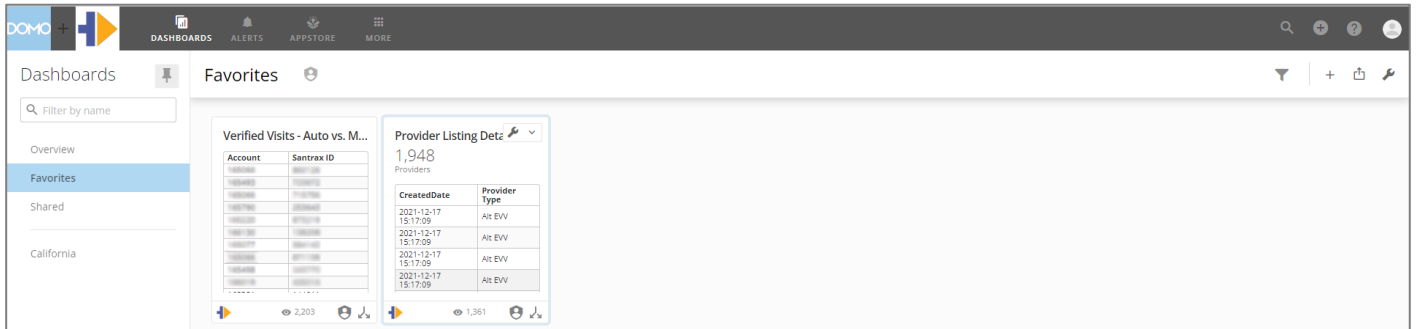 DOMO
DASHBOARDS
ALERTS
APPSTORE
MORE
Dashboards
Filter by name
Overview
Favorites
Shared
California
Favorites
Verified Visits - Auto vs. M...
Account Santrax ID
2,203
Provider Listing Deta
1,948
Providers
CreatedDate Provider Type
2021-12-17 15:17:09 Alt EVV
2021-12-17 15:17:09 Alt EVV
2021-12-17 15:17:09 Alt EVV
2021-12-17 15:17:09 Alt EVV
1,361